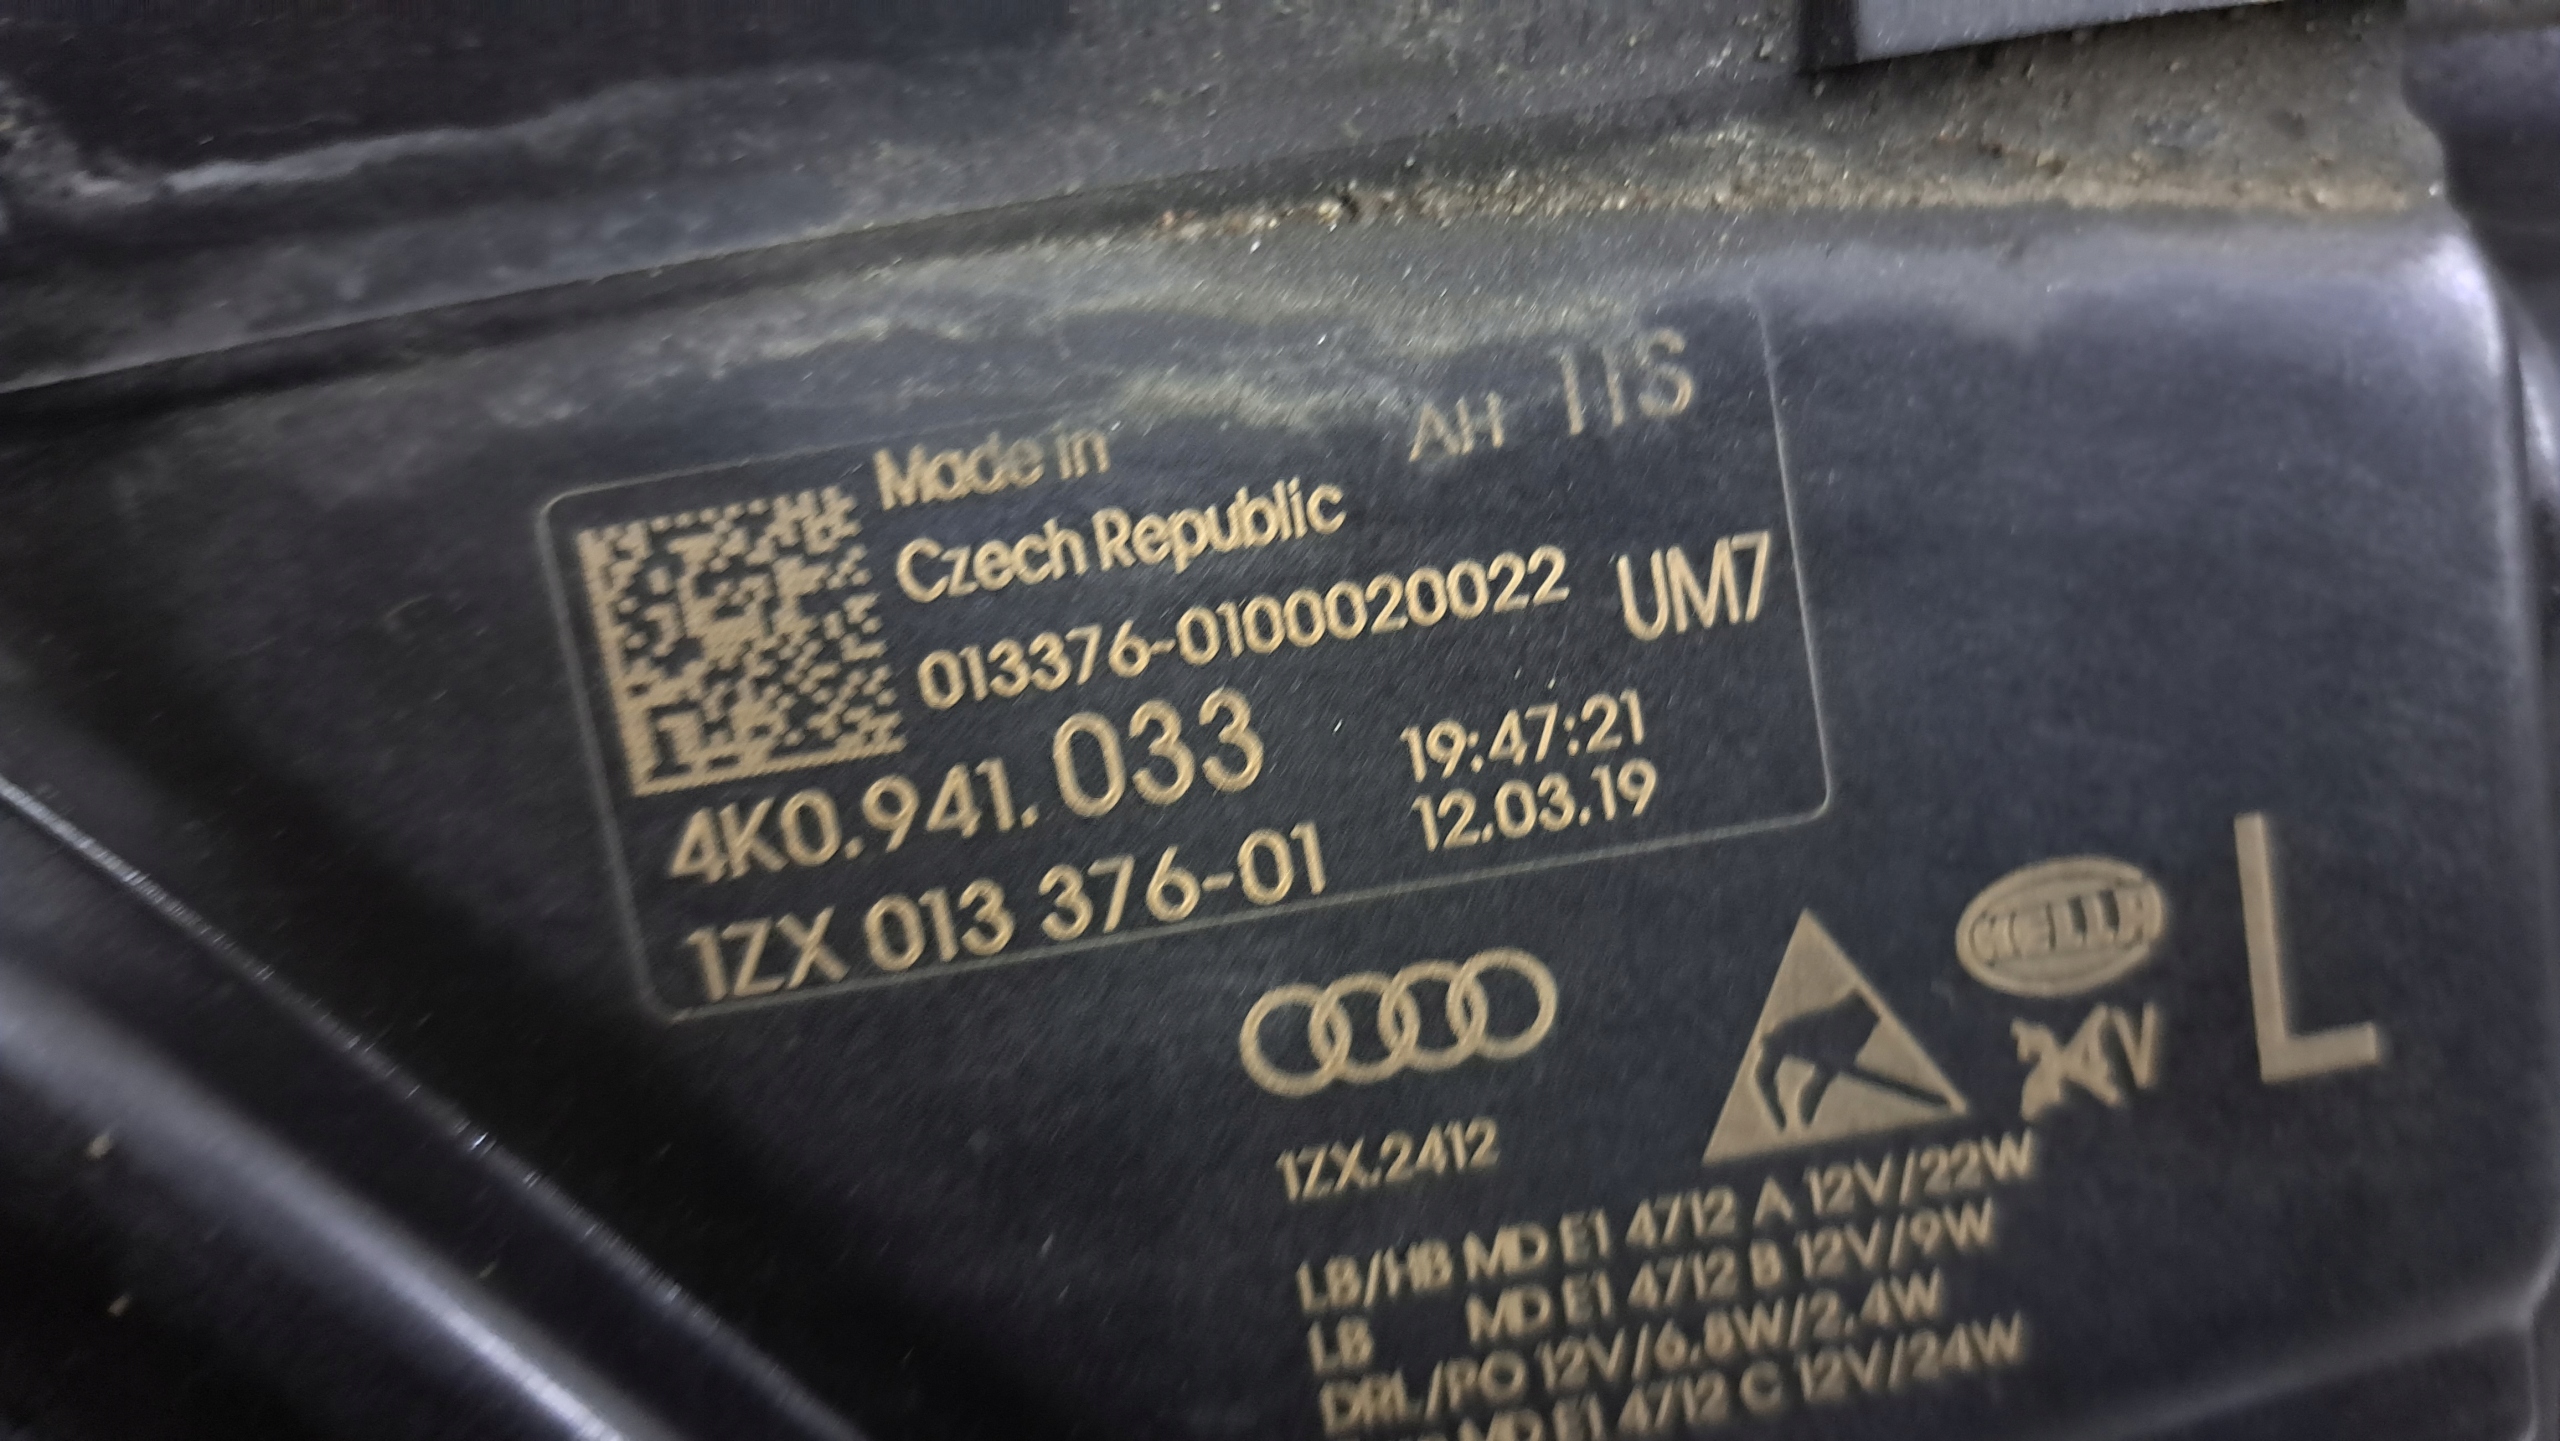 AH 11S
Made in
Czech Republic
013376-0100020022 UM7
4K0.941.033
19:47:21
1ZX 013 376-01
12.03.19
HELLA
L
24V
1ZX.2412
LB/HB MD E1 4712 A 12V/22W
LB MD E1 4712 B 12V/9W
DRL/PO 12V/6.8W/2.4W
MD E1 4712 C 12V/24W